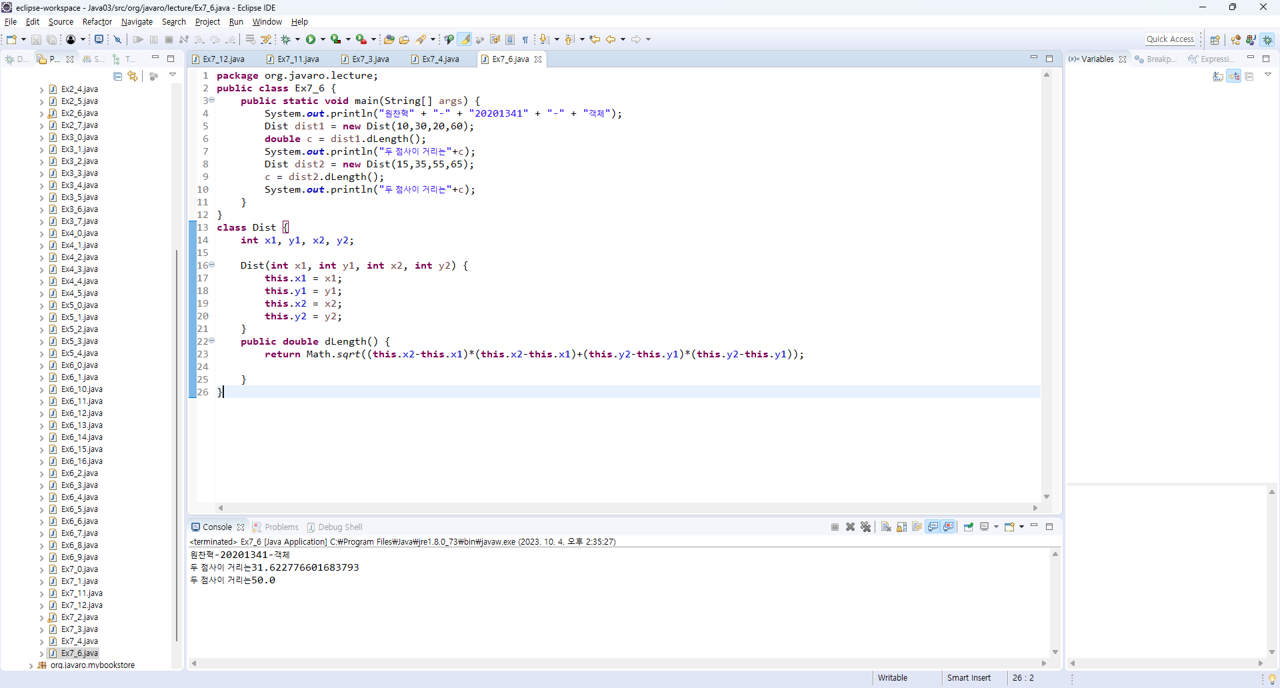 eclipse-workspace - Java03/src/org/javaro/lecture/Ex7_6.java - Eclipse IDE
File Edit Source Refactor Navigate Search Project Run Window Help
Quick Access
D... P... S... T...
Ex7_12.java Ex7_11.java Ex7_3.java Ex7_4.java Ex7_6.java
Variables Breakp... Expressi...
Ex2_4.java
Ex2_5.java
Ex2_6.java
Ex2_7.java
Ex3_0.java
Ex3_1.java
Ex3_2.java
Ex3_3.java
Ex3_4.java
Ex3_5.java
Ex3_6.java
Ex3_7.java
Ex4_0.java
Ex4_1.java
Ex4_2.java
Ex4_3.java
Ex4_4.java
Ex4_5.java
Ex5_0.java
Ex5_1.java
Ex5_2.java
Ex5_3.java
Ex5_4.java
Ex6_0.java
Ex6_1.java
Ex6_10.java
Ex6_11.java
Ex6_12.java
Ex6_13.java
Ex6_14.java
Ex6_15.java
Ex6_16.java
Ex6_2.java
Ex6_3.java
Ex6_4.java
Ex6_5.java
Ex6_6.java
Ex6_7.java
Ex6_8.java
Ex6_9.java
Ex7_0.java
Ex7_1.java
Ex7_11.java
Ex7_12.java
Ex7_2.java
Ex7_3.java
Ex7_4.java
Ex7_6.java
org.javaro.mybookstore
1 package org.javaro.lecture;
2 public class Ex7_6 {
3 public static void main(String[] args) {
4 System.out.println("원찬혁" + "-" + "20201341" + "-" + "객체");
5 Dist dist1 = new Dist(10,30,20,60);
6 double c = dist1.dLength();
7 System.out.println("두 점사이 거리는"+c);
8 Dist dist2 = new Dist(15,35,55,65);
9 c = dist2.dLength();
10 System.out.println("두 점사이 거리는"+c);
11 }
12 }
13 class Dist {
14 int x1, y1, x2, y2;
15
16 Dist(int x1, int y1, int x2, int y2) {
17 this.x1 = x1;
18 this.y1 = y1;
19 this.x2 = x2;
20 this.y2 = y2;
21 }
22 public double dLength() {
23 return Math.sqrt((this.x2-this.x1)*(this.x2-this.x1)+(this.y2-this.y1)*(this.y2-this.y1));
24
25 }
26 }
Console Problems Debug Shell
<terminated> Ex7_6 [Java Application] C:₩Program Files₩Java₩jre1.8.0_73₩bin₩javaw.exe (2023. 10. 4. 오후 2:35:27)
원찬혁-20201341-객체
두 점사이 거리는31.622776601683793
두 점사이 거리는50.0
Writable Smart Insert 26 : 2